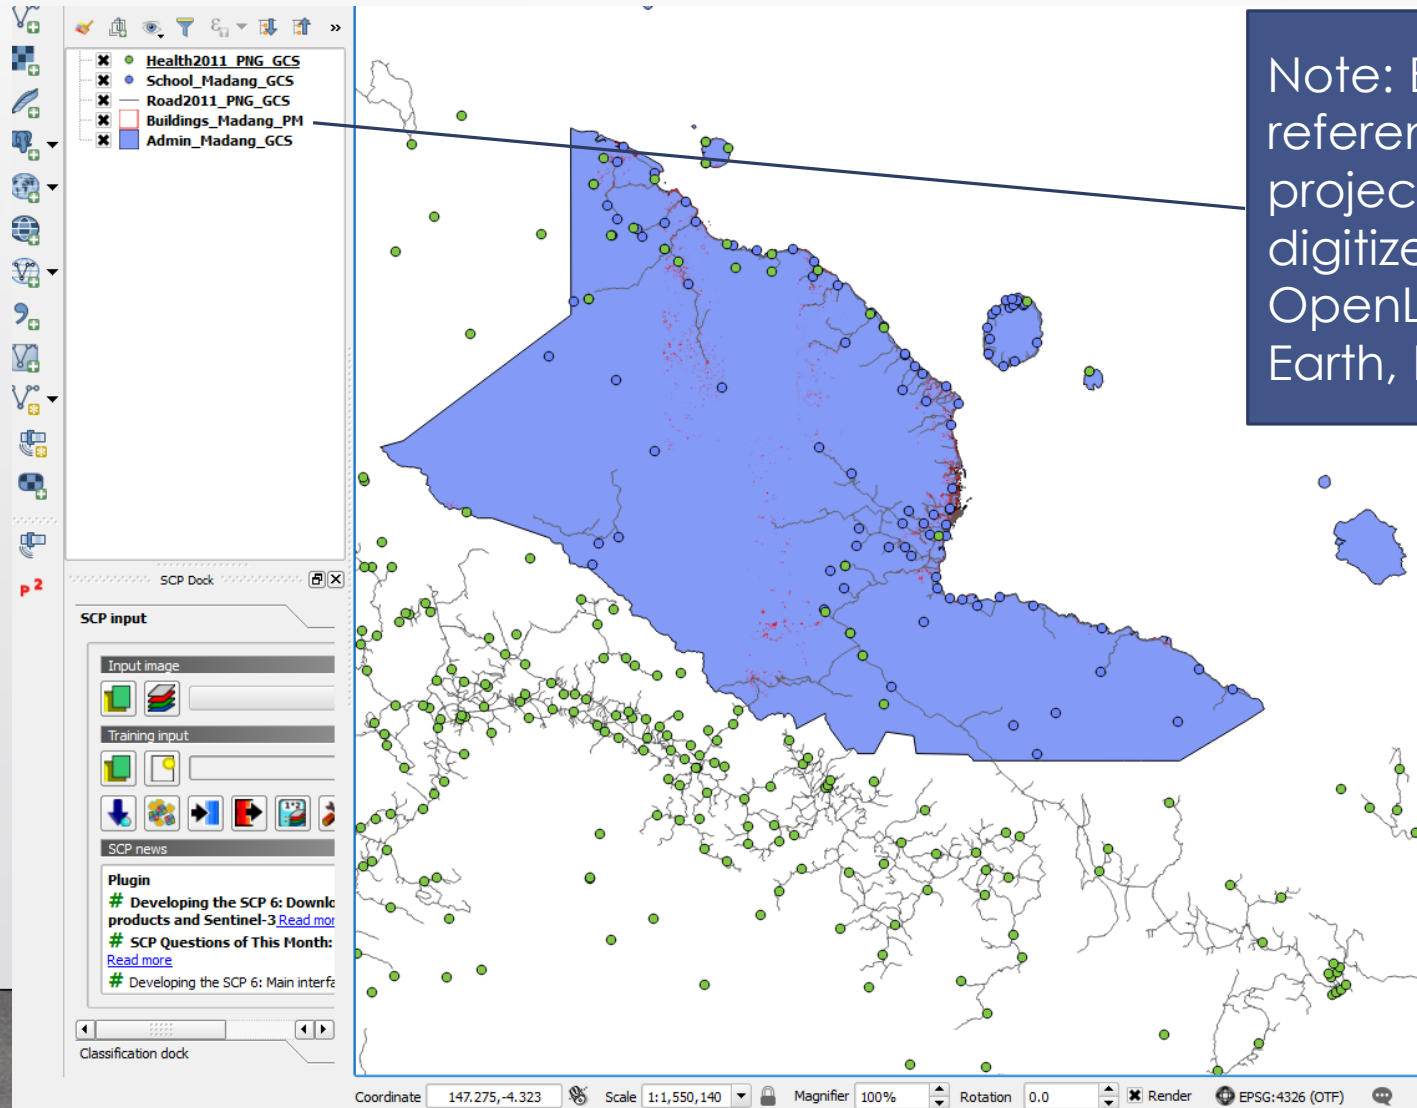 Health2011_PNG_GCS
School_Madang_GCS
Road2011_PNG_GCS
Buildings_Madang_PM
Admin_Madang_GCS
Note:
projec
digitize
OpenL
Earth,
SCP Dock
SCP input
Input image
Training input
SCP news
Plugin
# Developing the SCP 6: Downlo
products and Sentinel-3 Read mor
# SCP Questions of This Month:
Read more
# Developing the SCP 6: Main interfa
Classification dock
P 2
Coordinate 147.275,-4.323 Scale 1:1,550,140 Magnifier 100% Rotation 0.0 Render EPSG:4326 (OTF)